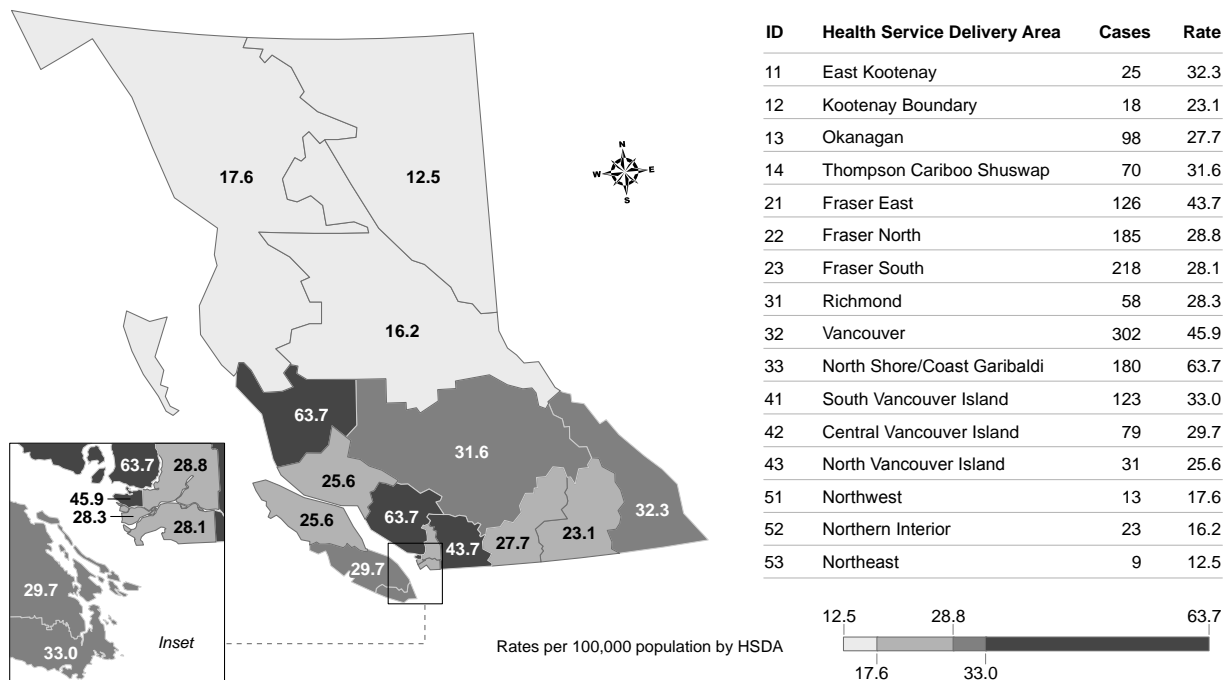 17.6
12.5
N
W E
S
16.2
63.7
31.6
25.6
25.6
63.7
32.3
23.1
27.7
43.7
29.7
63.7
28.8
45.9
28.3
28.1
29.7
33.0
Inset
Rates per 100,000 population by HSDA
ID Health Service Delivery Area Cases Rate
11 East Kootenay 25 32.3
12 Kootenay Boundary 18 23.1
13 Okanagan 98 27.7
14 Thompson Cariboo Shuswap 70 31.6
21 Fraser East 126 43.7
22 Fraser North 185 28.8
23 Fraser South 218 28.1
31 Richmond 58 28.3
32 Vancouver 302 45.9
33 North Shore/Coast Garibaldi 180 63.7
41 South Vancouver Island 123 33.0
42 Central Vancouver Island 79 29.7
43 North Vancouver Island 31 25.6
51 Northwest 13 17.6
52 Northern Interior 23 16.2
53 Northeast 9 12.5
12.5 28.8 63.7
17.6 33.0